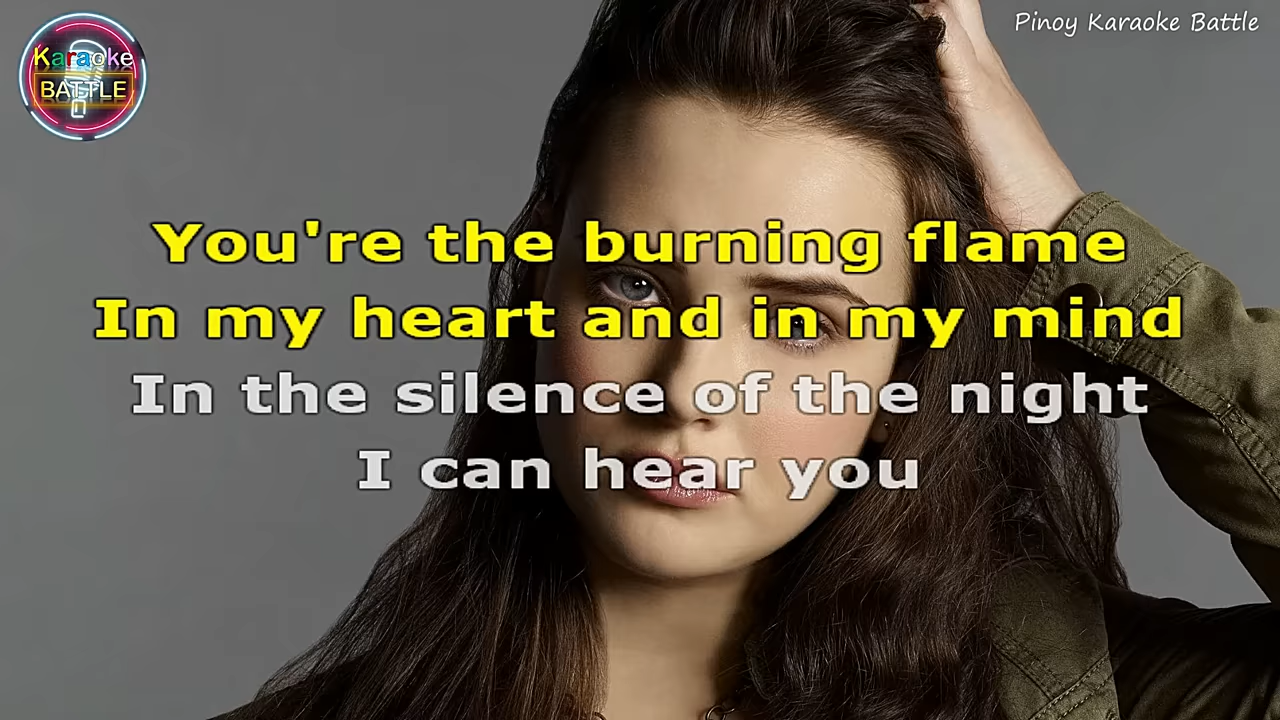 Pinoy Karaoke Battle
Karaoke
BATTLE
You're the burning flame
In my heart and in my mind
In the silence of the night
I can hear you